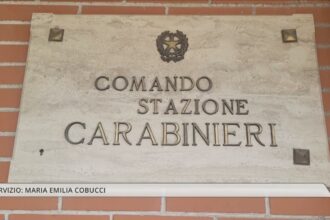 COMANDO
STAZIONE
CARABINIERI
RVIZIO: MARIA EMILIA COBUCCI